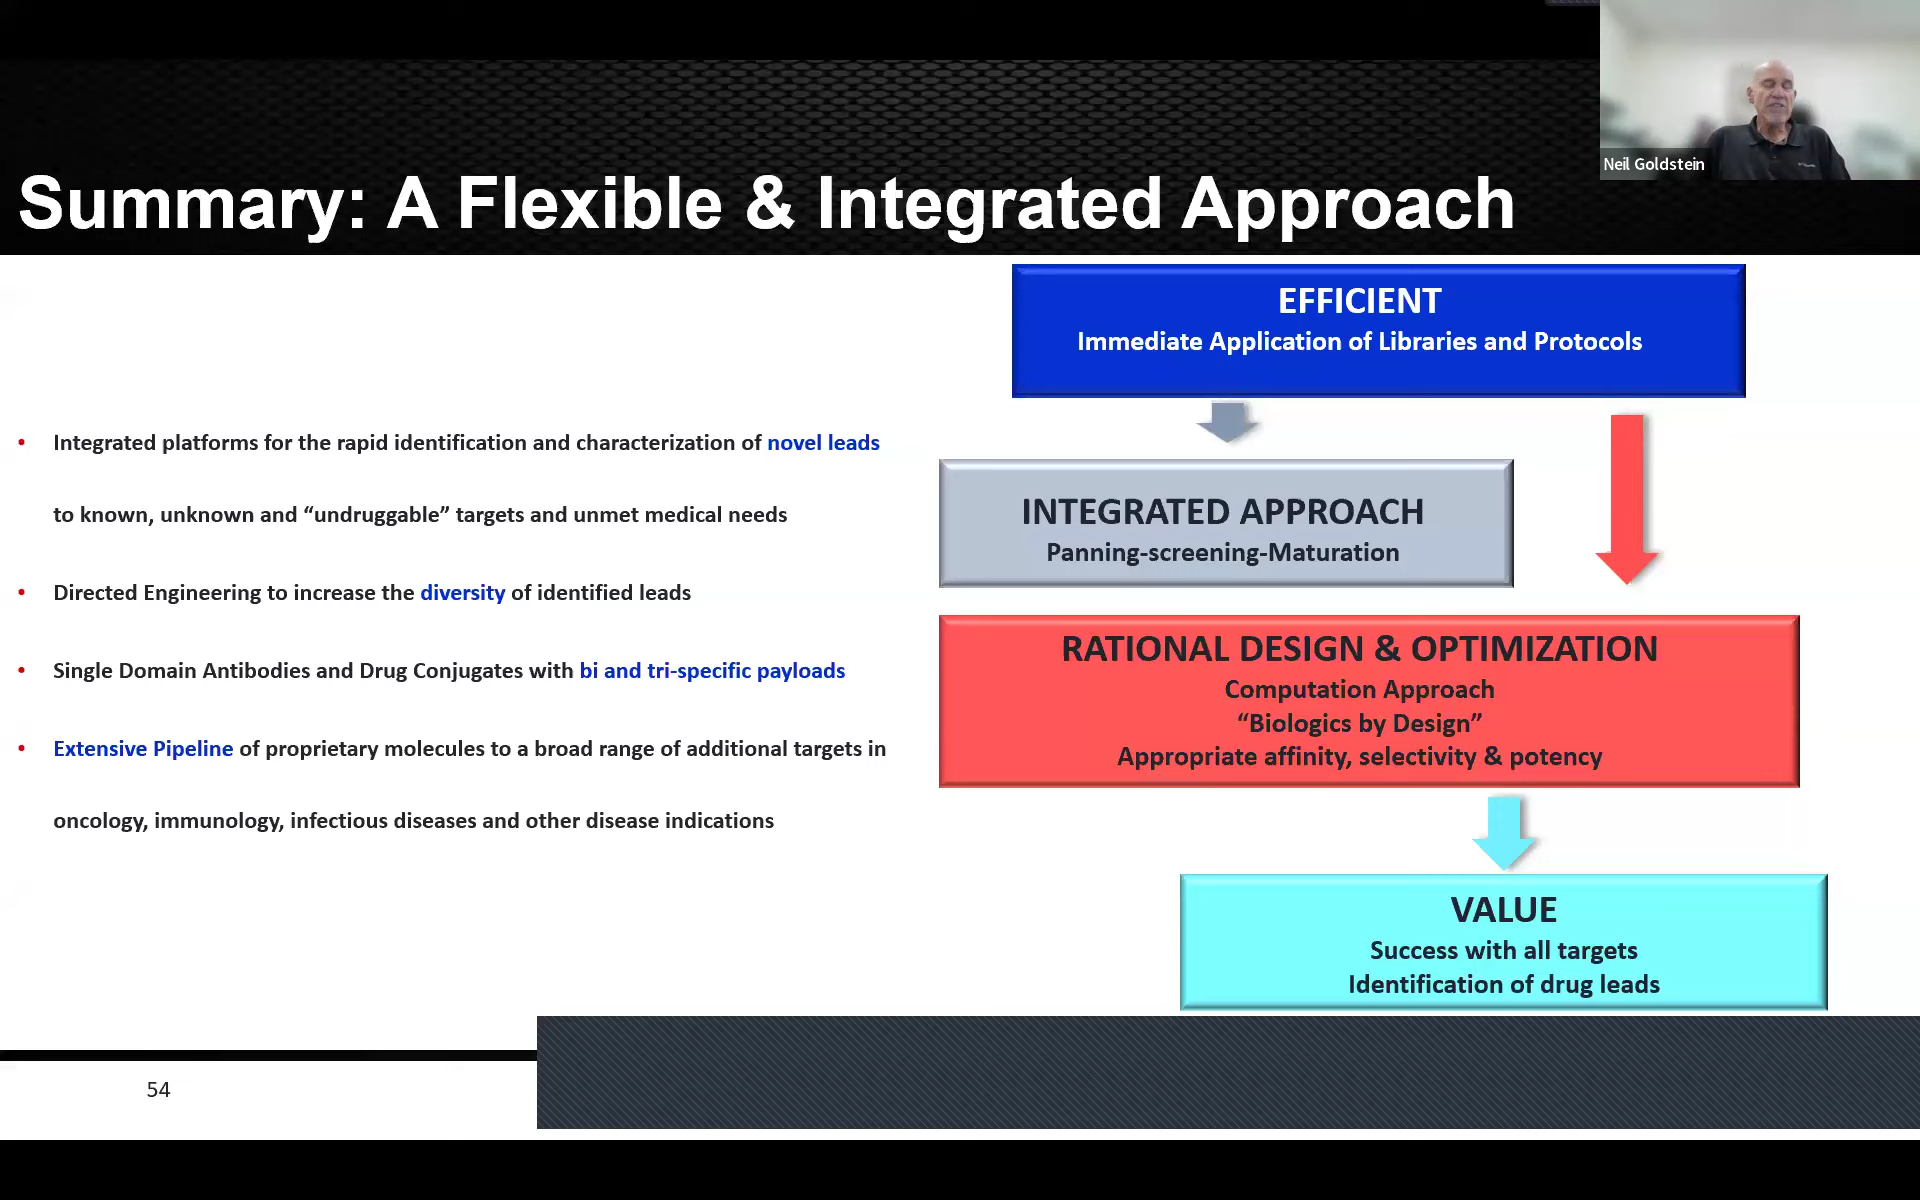 Neil Goldstein
Summary: A Flexible & Integrated Approach
• Integrated platforms for the rapid identification and characterization of novel leads
to known, unknown and “undruggable” targets and unmet medical needs
• Directed Engineering to increase the diversity of identified leads
• Single Domain Antibodies and Drug Conjugates with bi and tri-specific payloads
• Extensive Pipeline of proprietary molecules to a broad range of additional targets in
oncology, immunology, infectious diseases and other disease indications
EFFICIENT
Immediate Application of Libraries and Protocols
INTEGRATED APPROACH
Panning-screening-Maturation
RATIONAL DESIGN & OPTIMIZATION
Computation Approach
“Biologics by Design”
Appropriate affinity, selectivity & potency
VALUE
Success with all targets
Identification of drug leads
54